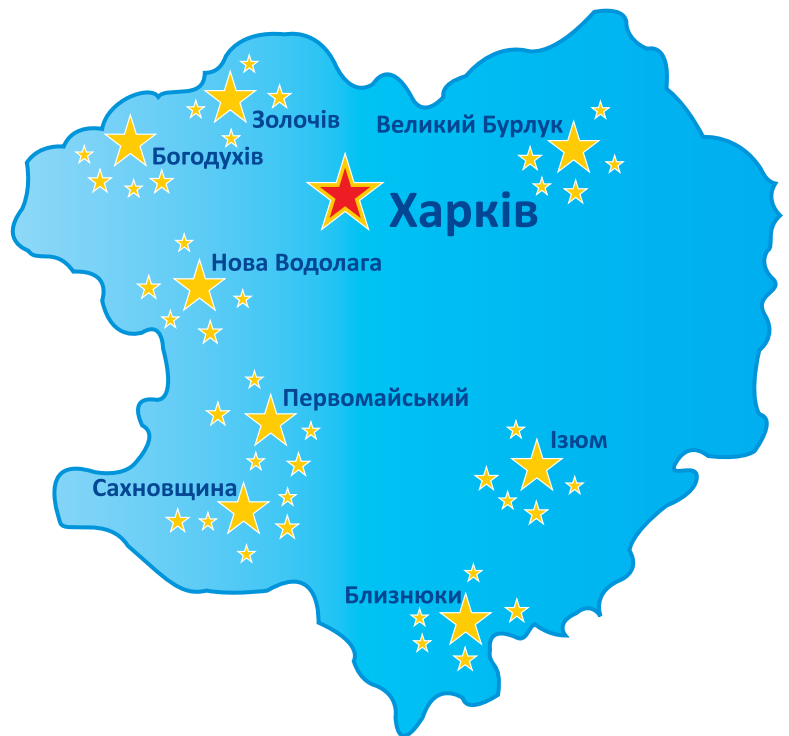 Золочів
Великий Бурлук
Богодухів
Харків
Нова Водолага
Первомайський
Ізюм
Сахновщина
Близнюки